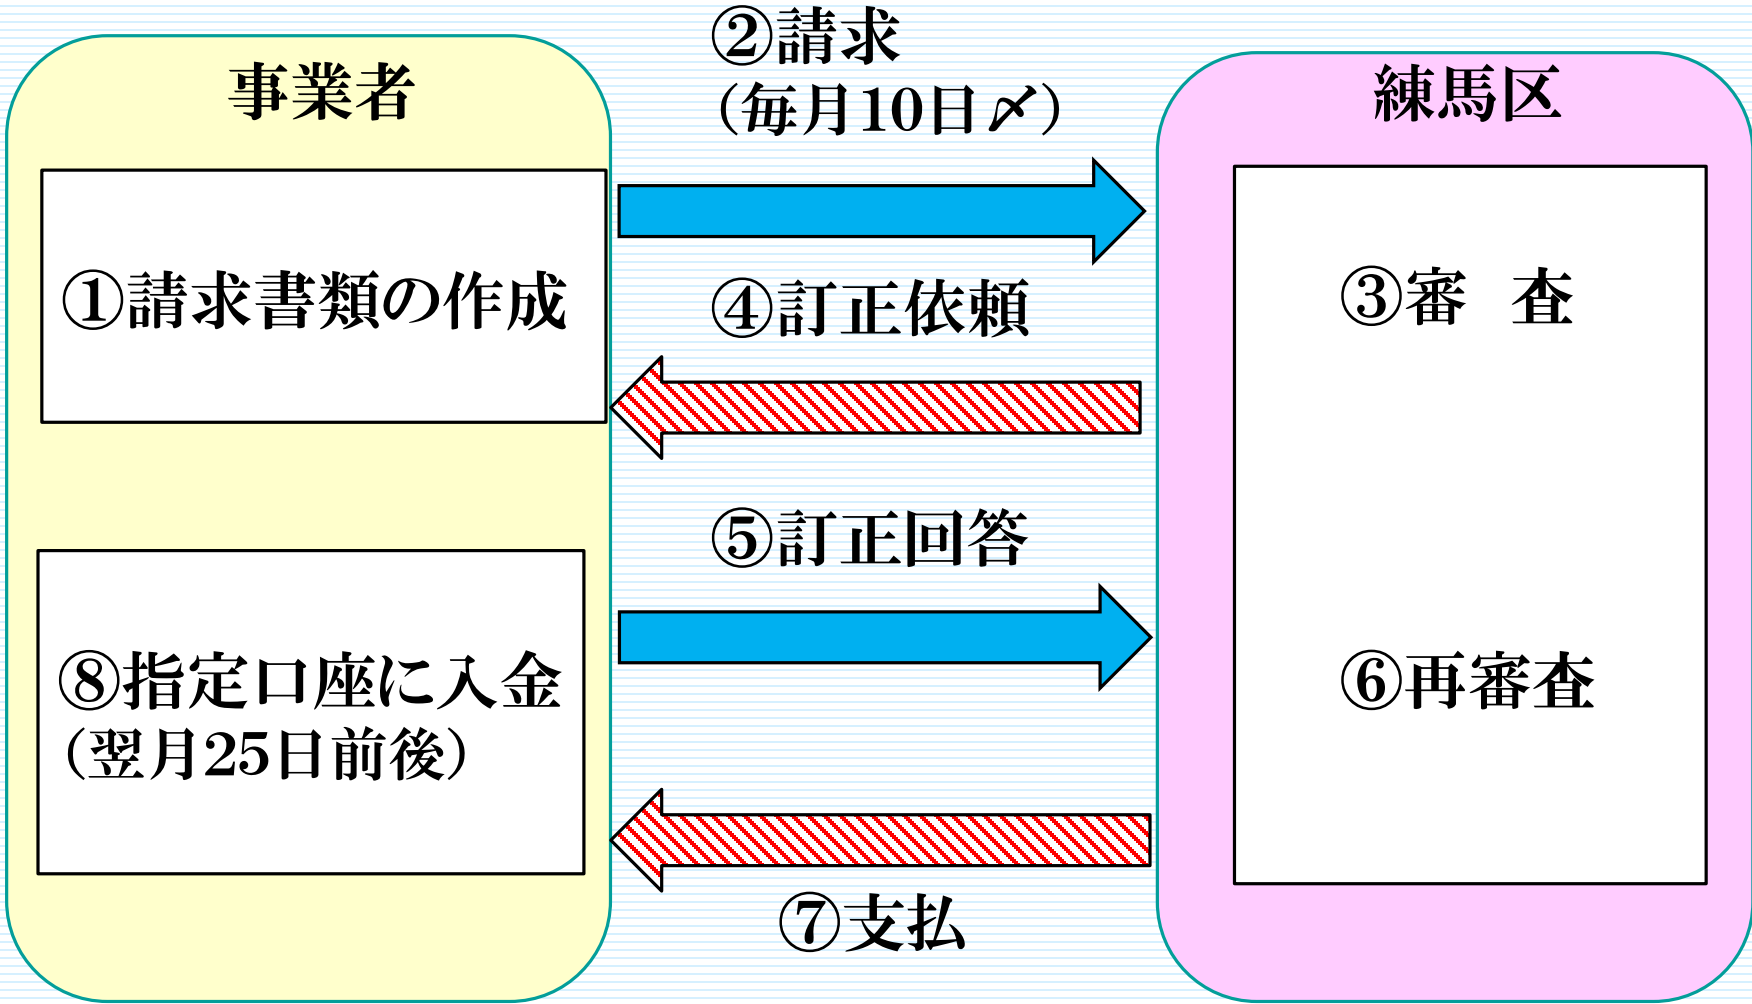 事業者
①請求書類の作成
②請求
（毎月10日〆）
練馬区
③審　査
④訂正依頼
⑤訂正回答
⑥再審査
⑦支払
⑧指定口座に入金
（翌月25日前後）